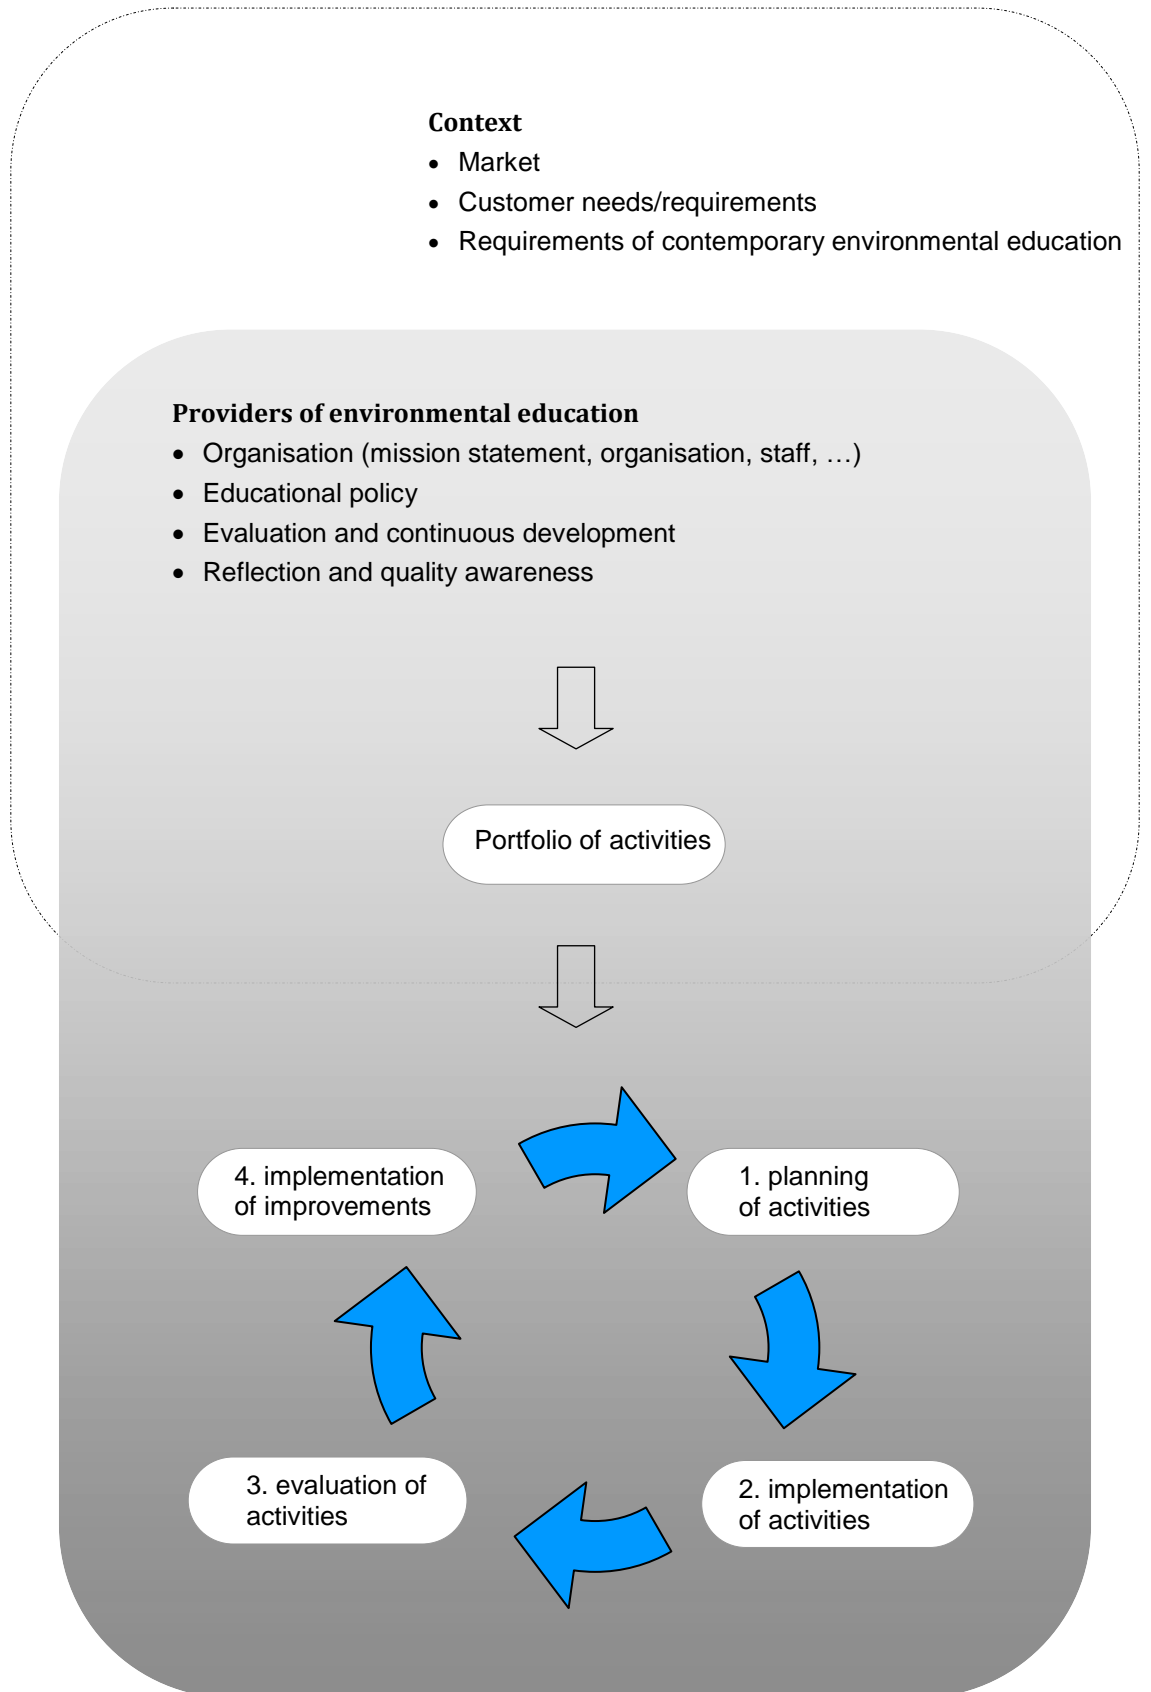 Context
• Market
• Customer needs/requirements
• Requirements of contemporary environmental education
Providers of environmental education
• Organisation (mission statement, organisation, staff, …)
• Educational policy
• Evaluation and continuous development
• Reflection and quality awareness
Portfolio of activities
4. implementation
of improvements
1. planning
of activities
3. evaluation of
activities
2. implementation
of activities